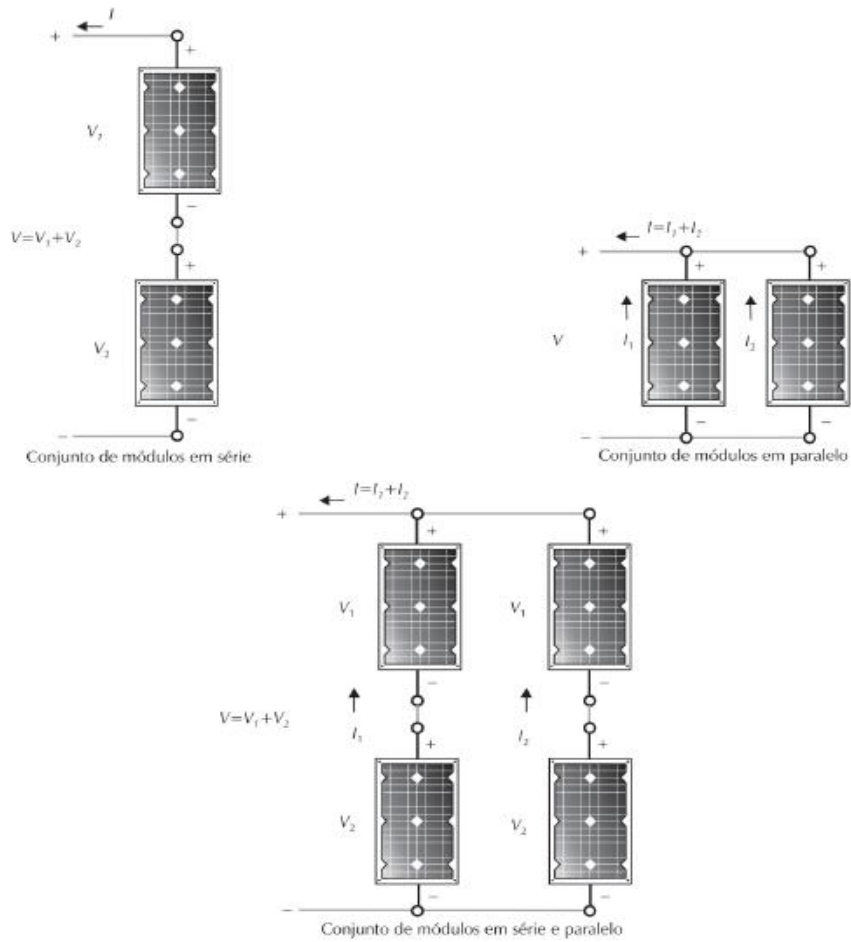 + I
+
V₁
−
V=V₁+V₂
+
V₂
−
−
Conjunto de módulos em série
I=I₁+I₂
+
+ +
V I₁ I₂
− −
−
Conjunto de módulos em paralelo
I=I₁+I₂
+
+ +
V₁ V₁
− −
V=V₁+V₂ I₁ I₂
+ +
V₂ V₂
− −
−
Conjunto de módulos em série e paralelo